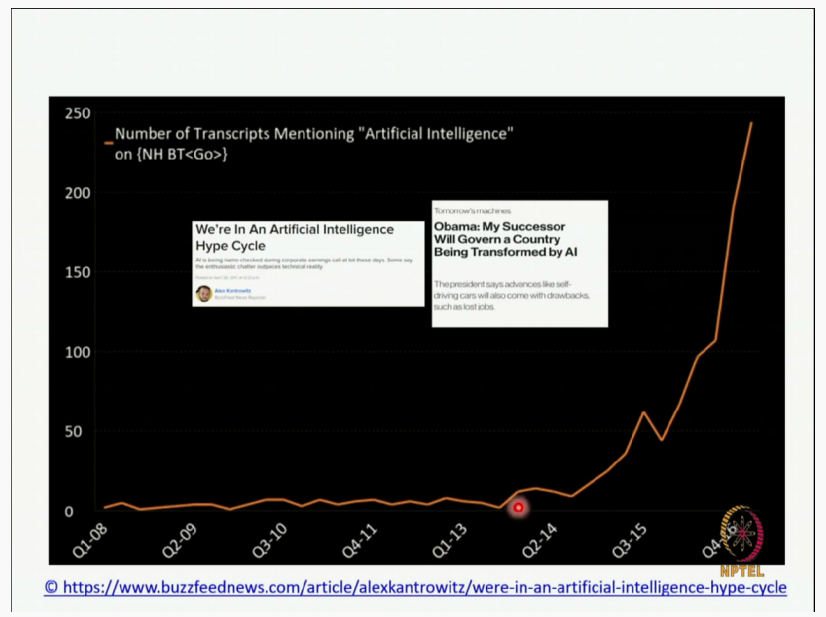 250
Number of Transcripts Mentioning "Artificial Intelligence"
on {NH BT<Go>}
200
We're In An Artificial Intelligence
Hype Cycle
AI is being name checked during corporate earnings call at lot these days. Some say
the enthusiastic chatter outpaces technical reality.
Alex Kantrowitz
BuzzFeed News Reporter
Tomorrow's machines
Obama: My Successor
Will Govern a Country
Being Transformed by AI
The president says advances like self-
driving cars will also come with drawbacks,
such as lost jobs.
150
100
50
0
Q1-08
Q2-09
Q3-10
Q4-11
Q1-13
Q2-14
Q3-15
Q4-16
NPTEL
© https://www.buzzfeednews.com/article/alexkantrowitz/were-in-an-artificial-intelligence-hype-cycle